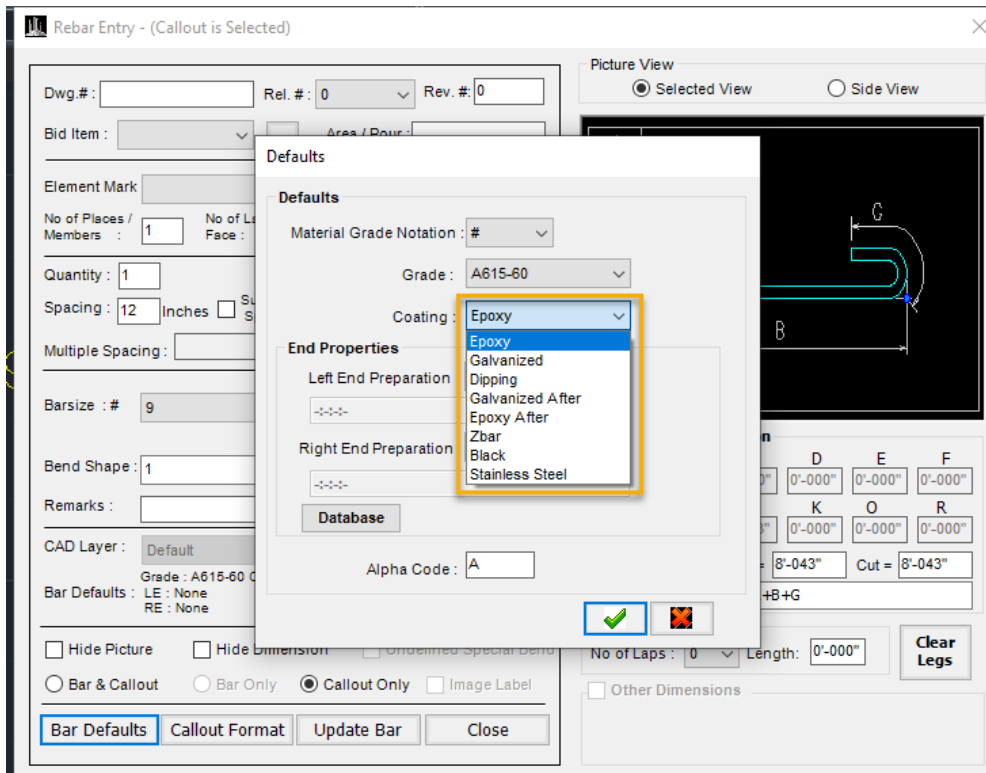 Rebar Entry - (Callout is Selected)
Dwg.# :
Rel. # : 0
Rev. #: 0
Bid Item :
Area / Pour :
Element Mark
No of Places /
Members : 1
No of La
Face :
Quantity : 1
Spacing : 12 Inches
Su
S
Multiple Spacing :
Barsize : # 9
Bend Shape : 1
Remarks :
CAD Layer : Default
Bar Defaults :
Grade : A615-60 C
LE : None
RE : None
Hide Picture
Hide Dimension
Undefined Special Bend
Bar & Callout
Bar Only
Callout Only
Image Label
Bar Defaults
Callout Format
Update Bar
Close
Defaults
Defaults
Material Grade Notation : #
Grade : A615-60
Coating : Epoxy
Epoxy
Galvanized
Dipping
Galvanized After
Epoxy After
Zbar
Black
Stainless Steel
End Properties
Left End Preparation
-:-:-:-
Right End Preparation
-:-:-:-
Database
Alpha Code : A
Picture View
Selected View
Side View
G
B
n
D E F
0'-000" 0'-000" 0'-000"
K O R
0'-000" 0'-000" 0'-000"
= 8'-043"
Cut = 8'-043"
+B+G
No of Laps : 0
Length: 0'-000"
Clear
Legs
Other Dimensions